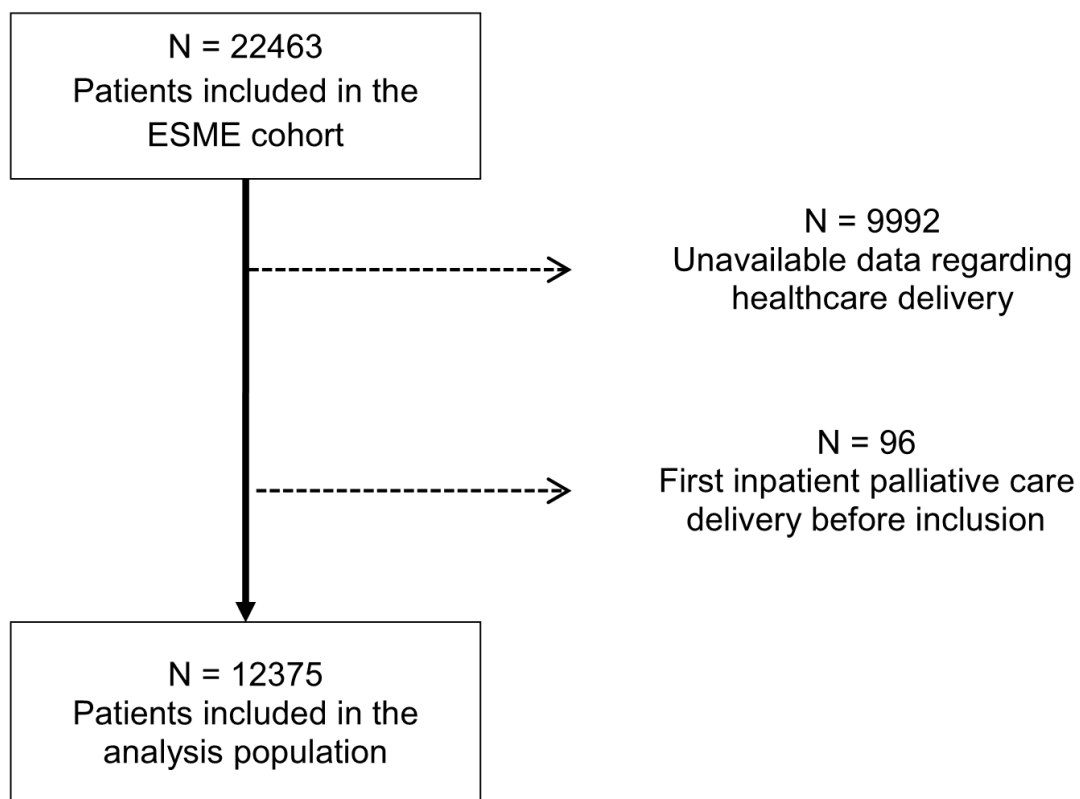 N = 22463
Patients included in the
ESME cohort
N = 9992
Unavailable data regarding
healthcare delivery
N = 96
First inpatient palliative care
delivery before inclusion
N = 12375
Patients included in the
analysis population